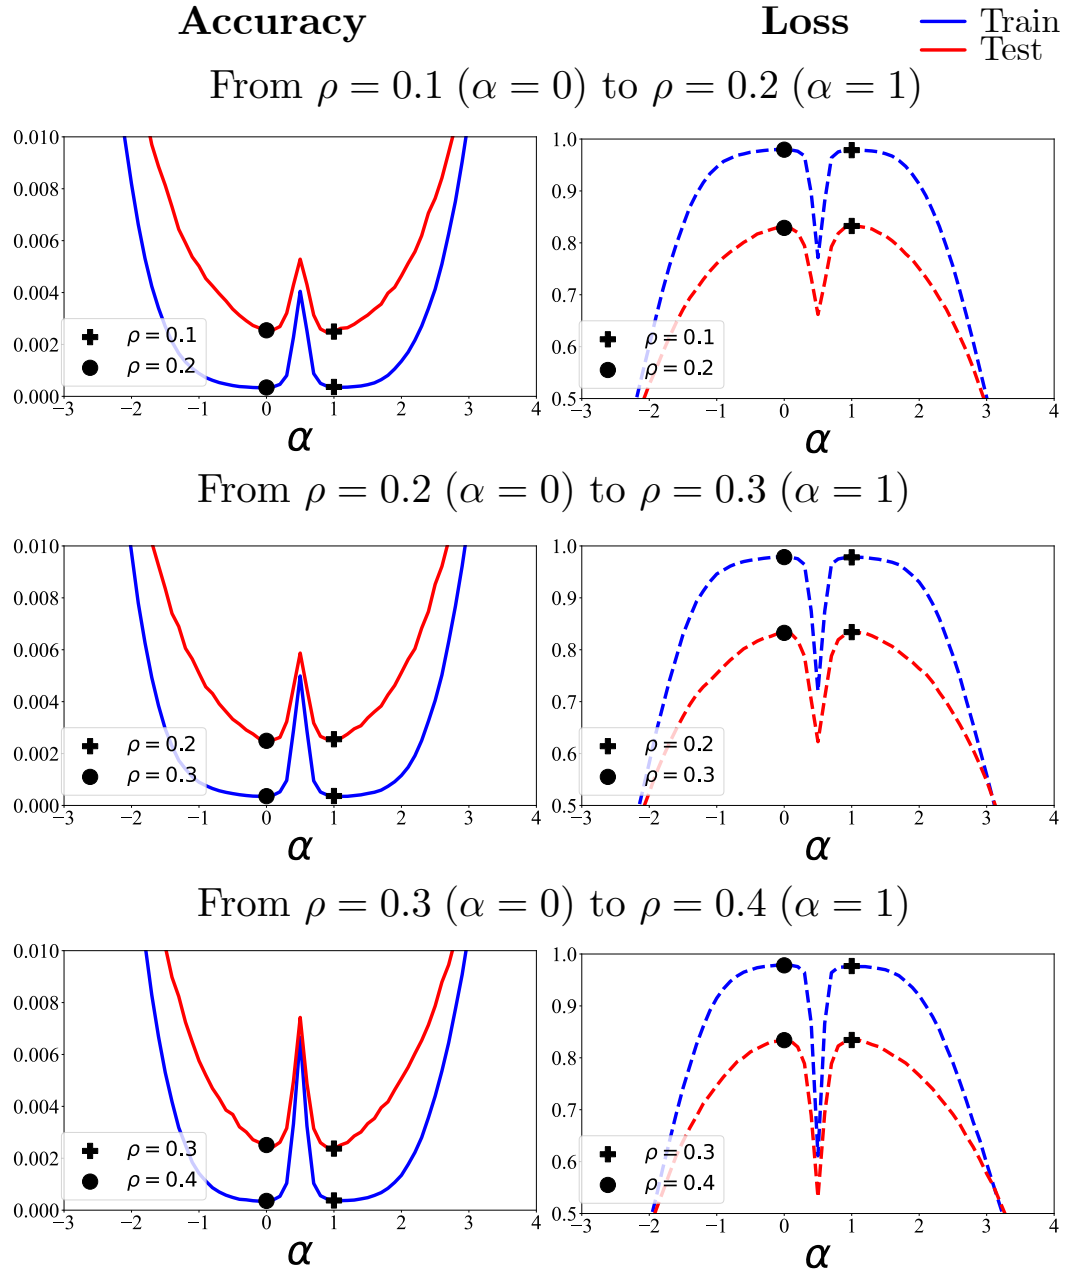 Accuracy
Loss
Train
Test
From ρ = 0.1 (α = 0) to ρ = 0.2 (α = 1)
0.010
0.008
0.006
0.004
0.002
0.000
−3 −2 −1 0 1 2 3 4
α
ρ = 0.1
ρ = 0.2
1.0
0.9
0.8
0.7
0.6
0.5
−3 −2 −1 0 1 2 3 4
α
ρ = 0.1
ρ = 0.2
From ρ = 0.2 (α = 0) to ρ = 0.3 (α = 1)
0.010
0.008
0.006
0.004
0.002
0.000
−3 −2 −1 0 1 2 3 4
α
ρ = 0.2
ρ = 0.3
1.0
0.9
0.8
0.7
0.6
0.5
−3 −2 −1 0 1 2 3 4
α
ρ = 0.2
ρ = 0.3
From ρ = 0.3 (α = 0) to ρ = 0.4 (α = 1)
0.010
0.008
0.006
0.004
0.002
0.000
−3 −2 −1 0 1 2 3 4
α
ρ = 0.3
ρ = 0.4
1.0
0.9
0.8
0.7
0.6
0.5
−3 −2 −1 0 1 2 3 4
α
ρ = 0.3
ρ = 0.4